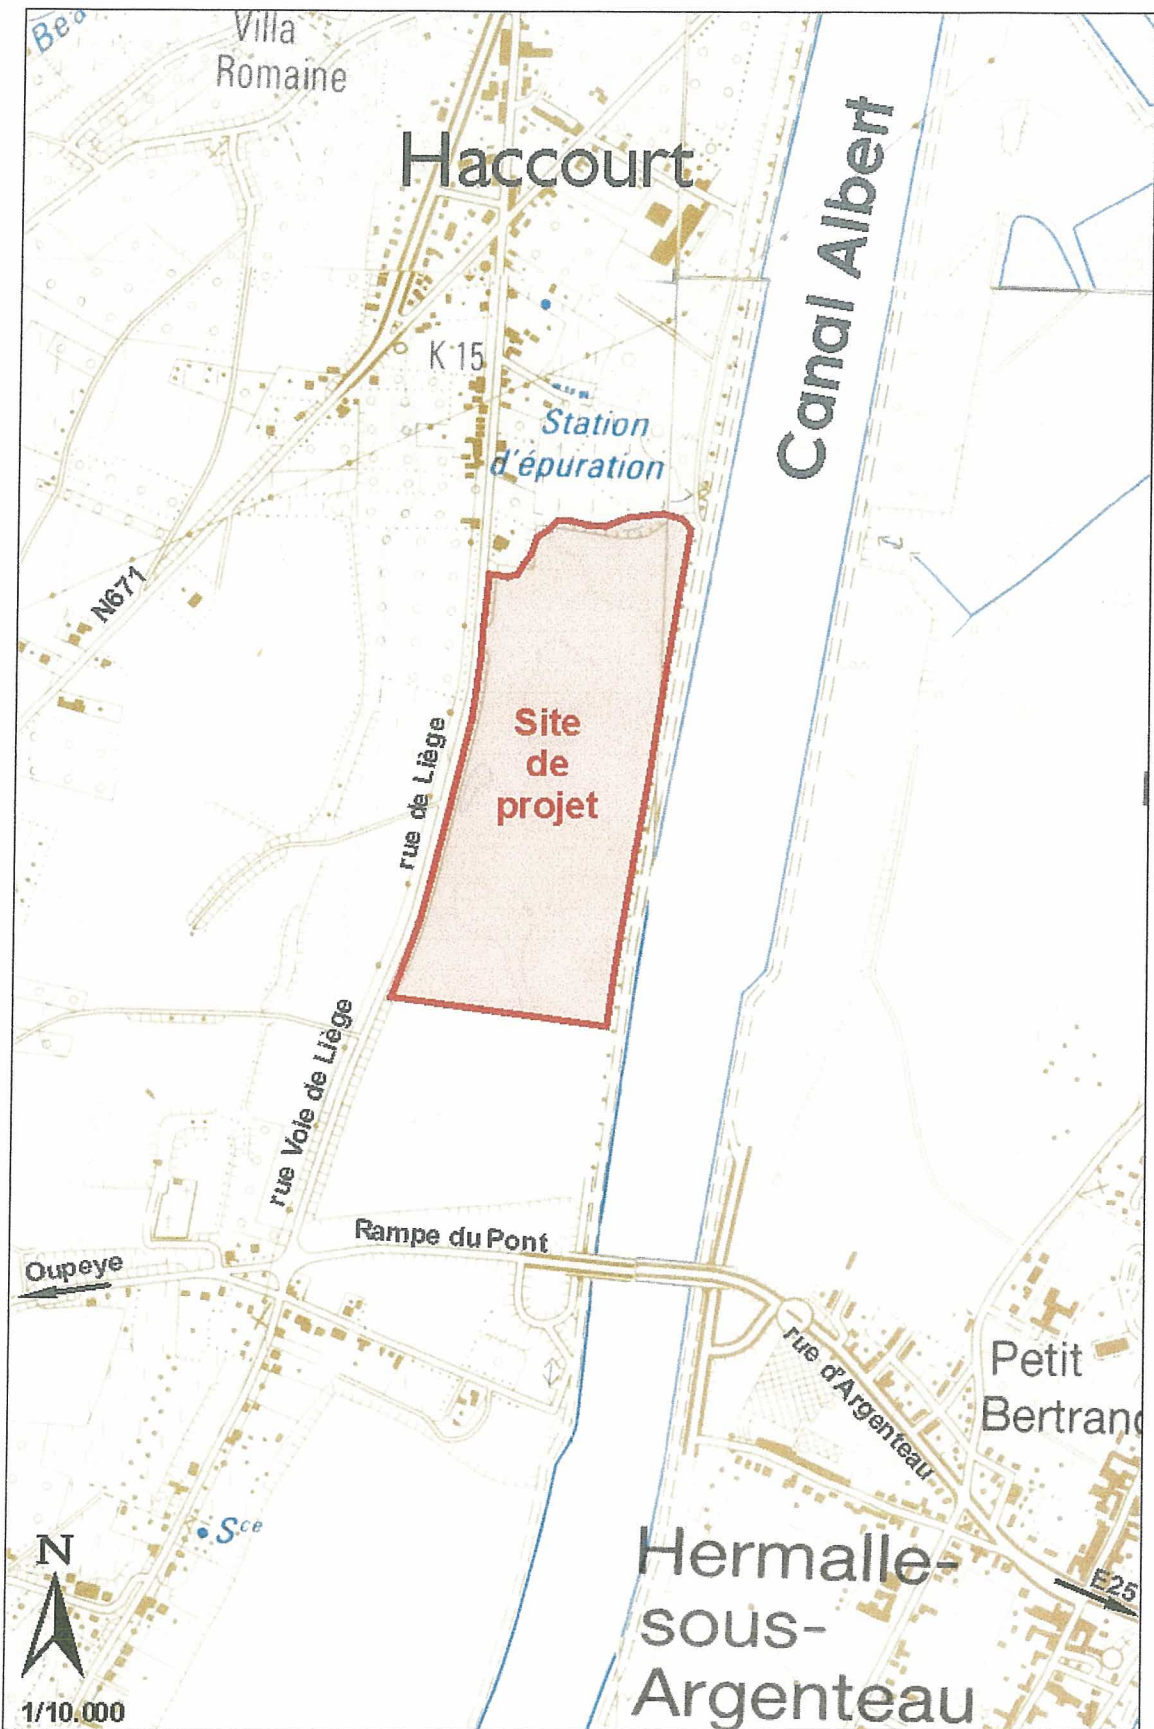 Villa
Romaine
Haccourt
Canal Albert
K 15
Station
d'épuration
N671
Site
de
projet
rue de Liège
rue Voie de Liège
Rampe du Pont
Oupeye
rue d'Argenteau
Petit
Bertrand
Sce
Hermalle-
sous-
Argenteau
E25
N
1/10.000